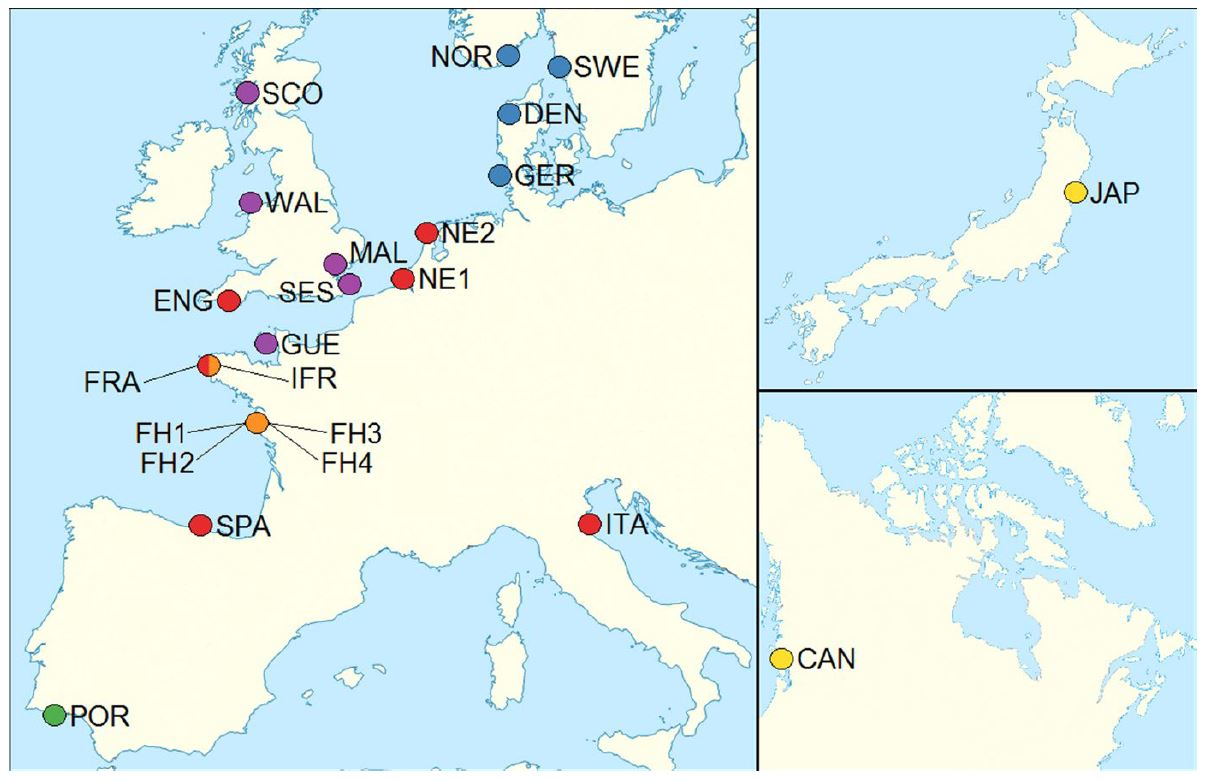 NOR
SWE
SCO
DEN
GER
WAL
NE2
MAL
SES
NE1
ENG
GUE
FRA
IFR
FH1
FH3
FH2
FH4
SPA
ITA
POR
JAP
CAN